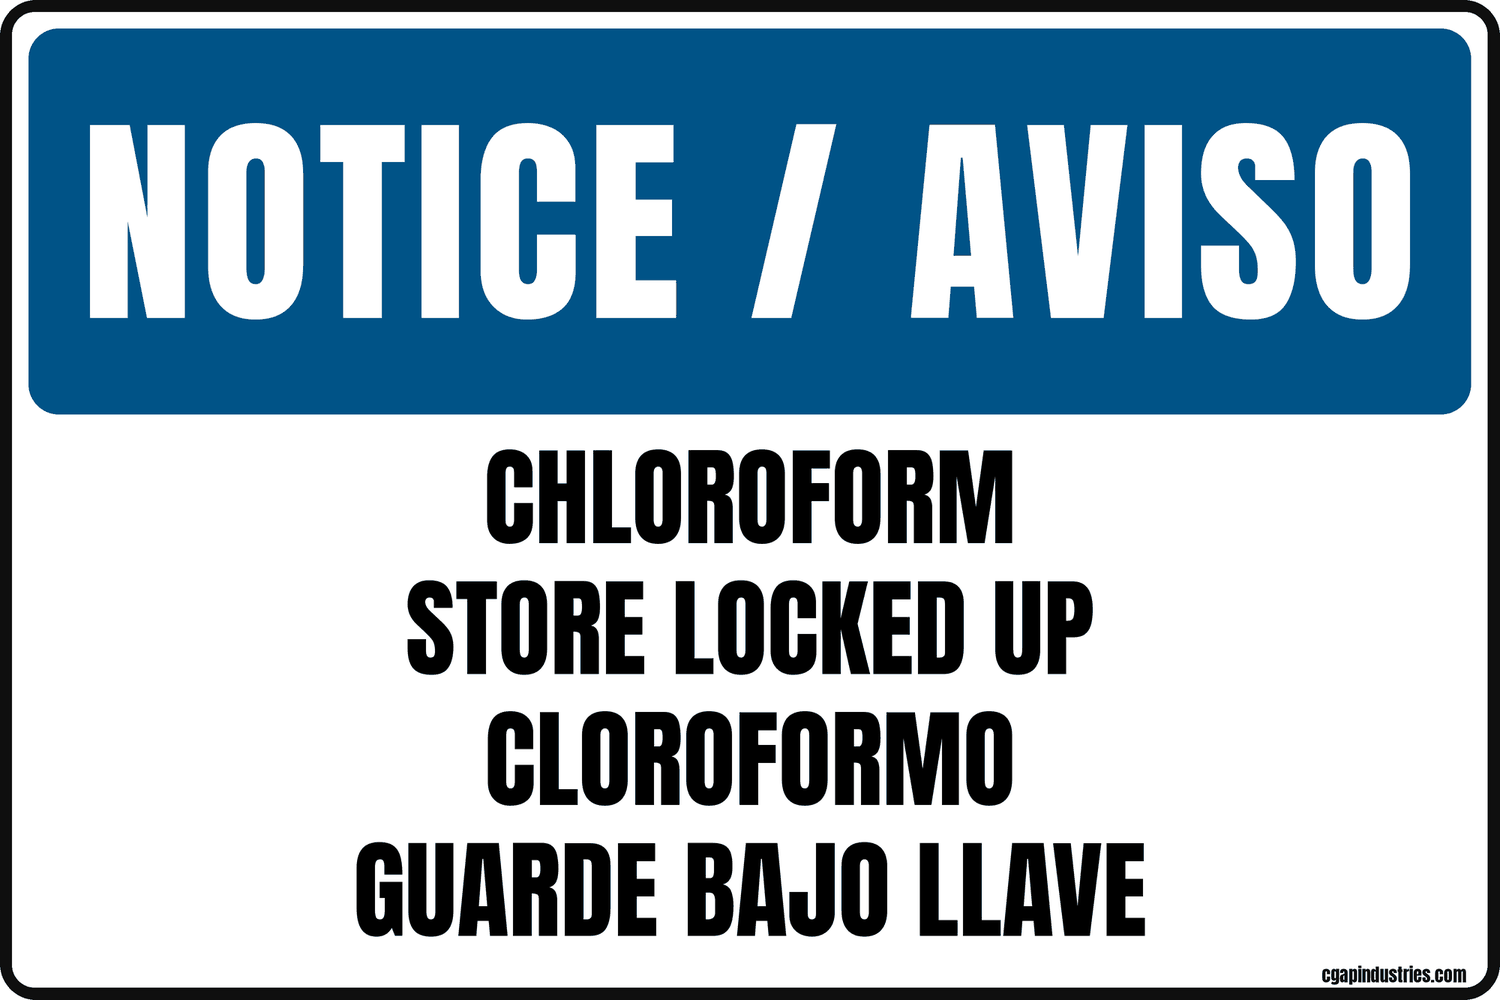 NOTICE / AVISO
CHLOROFORM
STORE LOCKED UP
CLOROFORMO
GUARDE BAJO LLAVE
cgapindustries.com